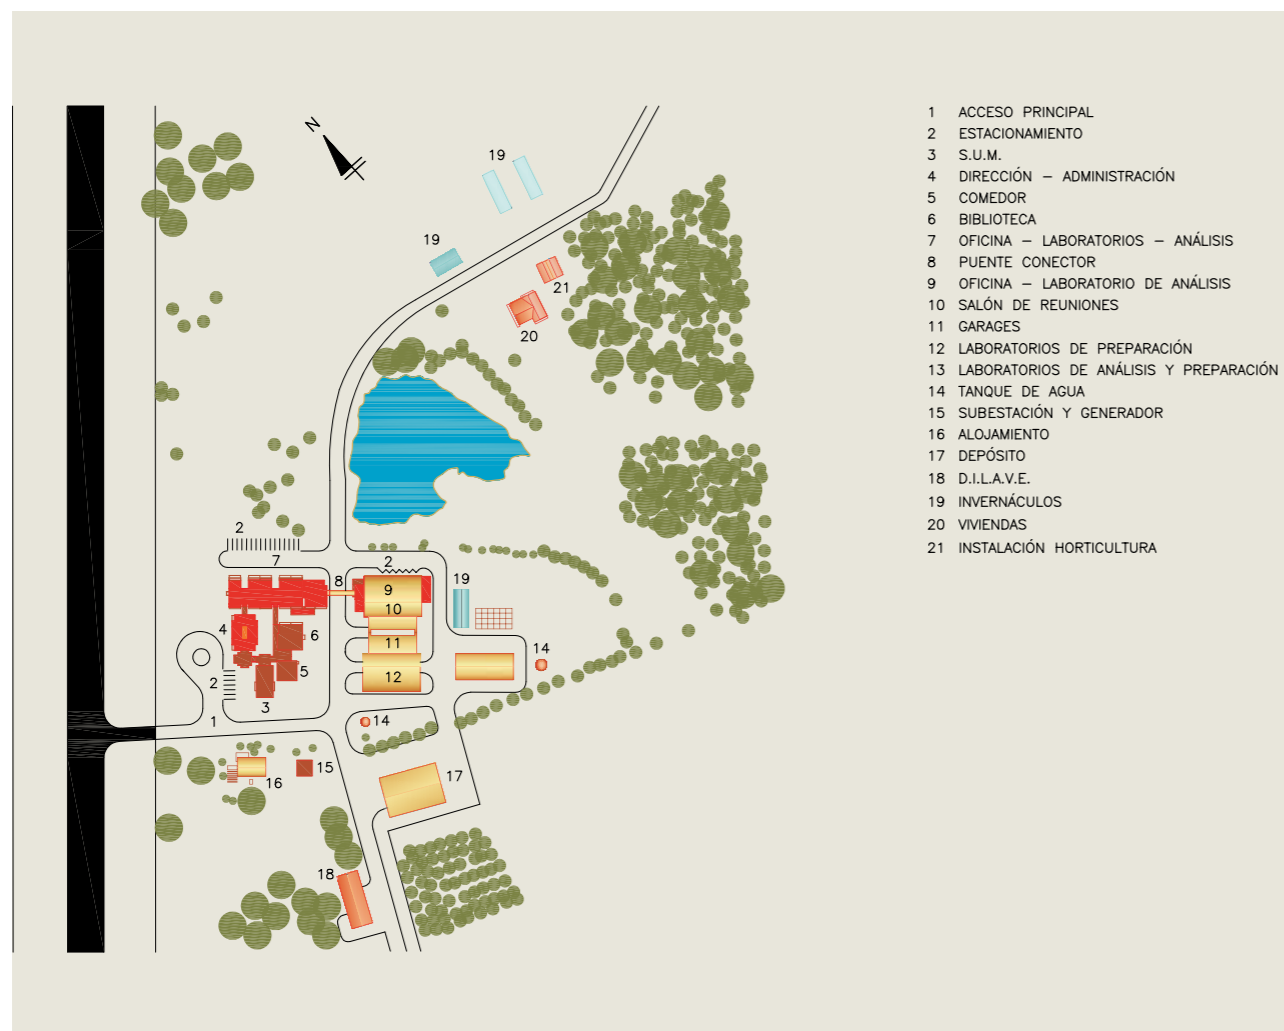 N
19
19
21
20
2
7
8
2
9
10
19
4
6
11
5
12
14
2
3
1
14
15
16
17
18
1 ACCESO PRINCIPAL
2 ESTACIONAMIENTO
3 S.U.M.
4 DIRECCIÓN – ADMINISTRACIÓN
5 COMEDOR
6 BIBLIOTECA
7 OFICINA – LABORATORIOS – ANÁLISIS
8 PUENTE CONECTOR
9 OFICINA – LABORATORIO DE ANÁLISIS
10 SALÓN DE REUNIONES
11 GARAGES
12 LABORATORIOS DE PREPARACIÓN
13 LABORATORIOS DE ANÁLISIS Y PREPARACIÓN
14 TANQUE DE AGUA
15 SUBESTACIÓN Y GENERADOR
16 ALOJAMIENTO
17 DEPÓSITO
18 D.I.L.A.V.E.
19 INVERNÁCULOS
20 VIVIENDAS
21 INSTALACIÓN HORTICULTURA